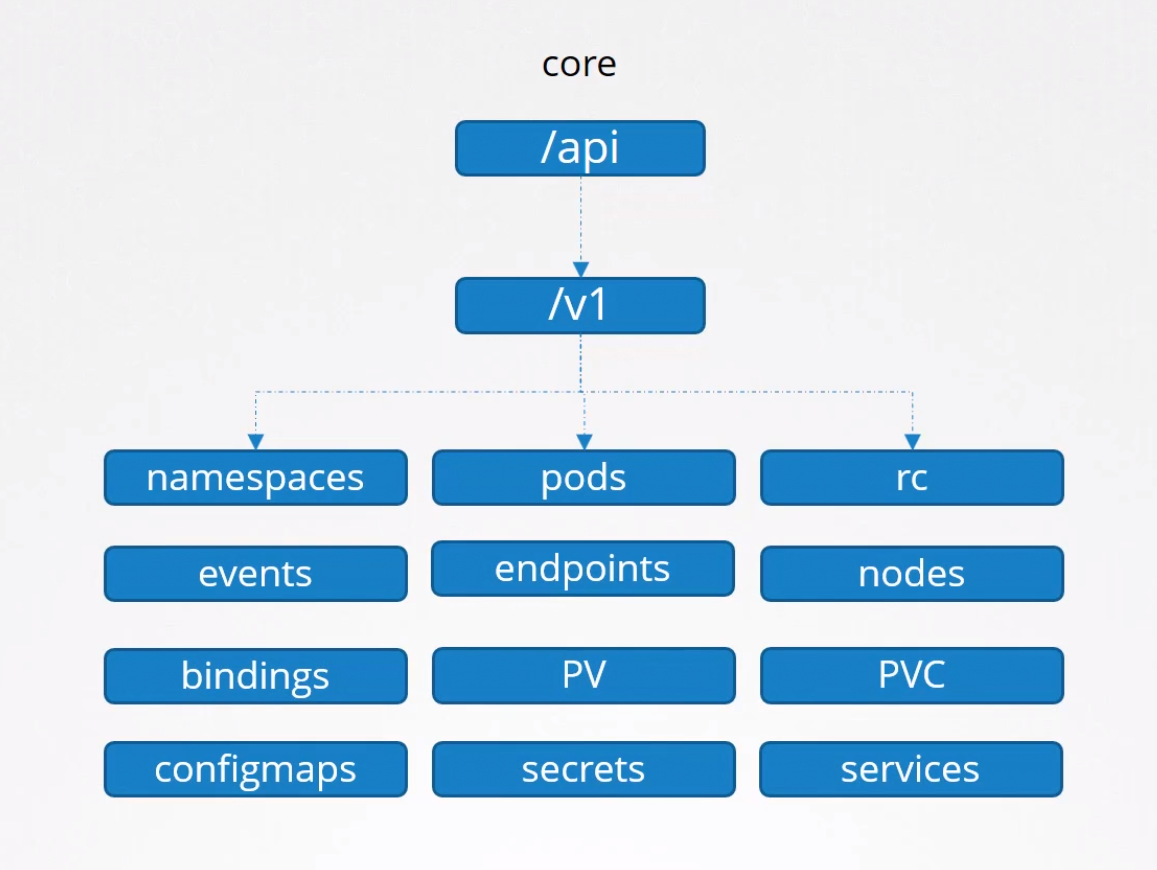 core
/api
/v1
namespaces
pods
rc
events
endpoints
nodes
bindings
PV
PVC
configmaps
secrets
services